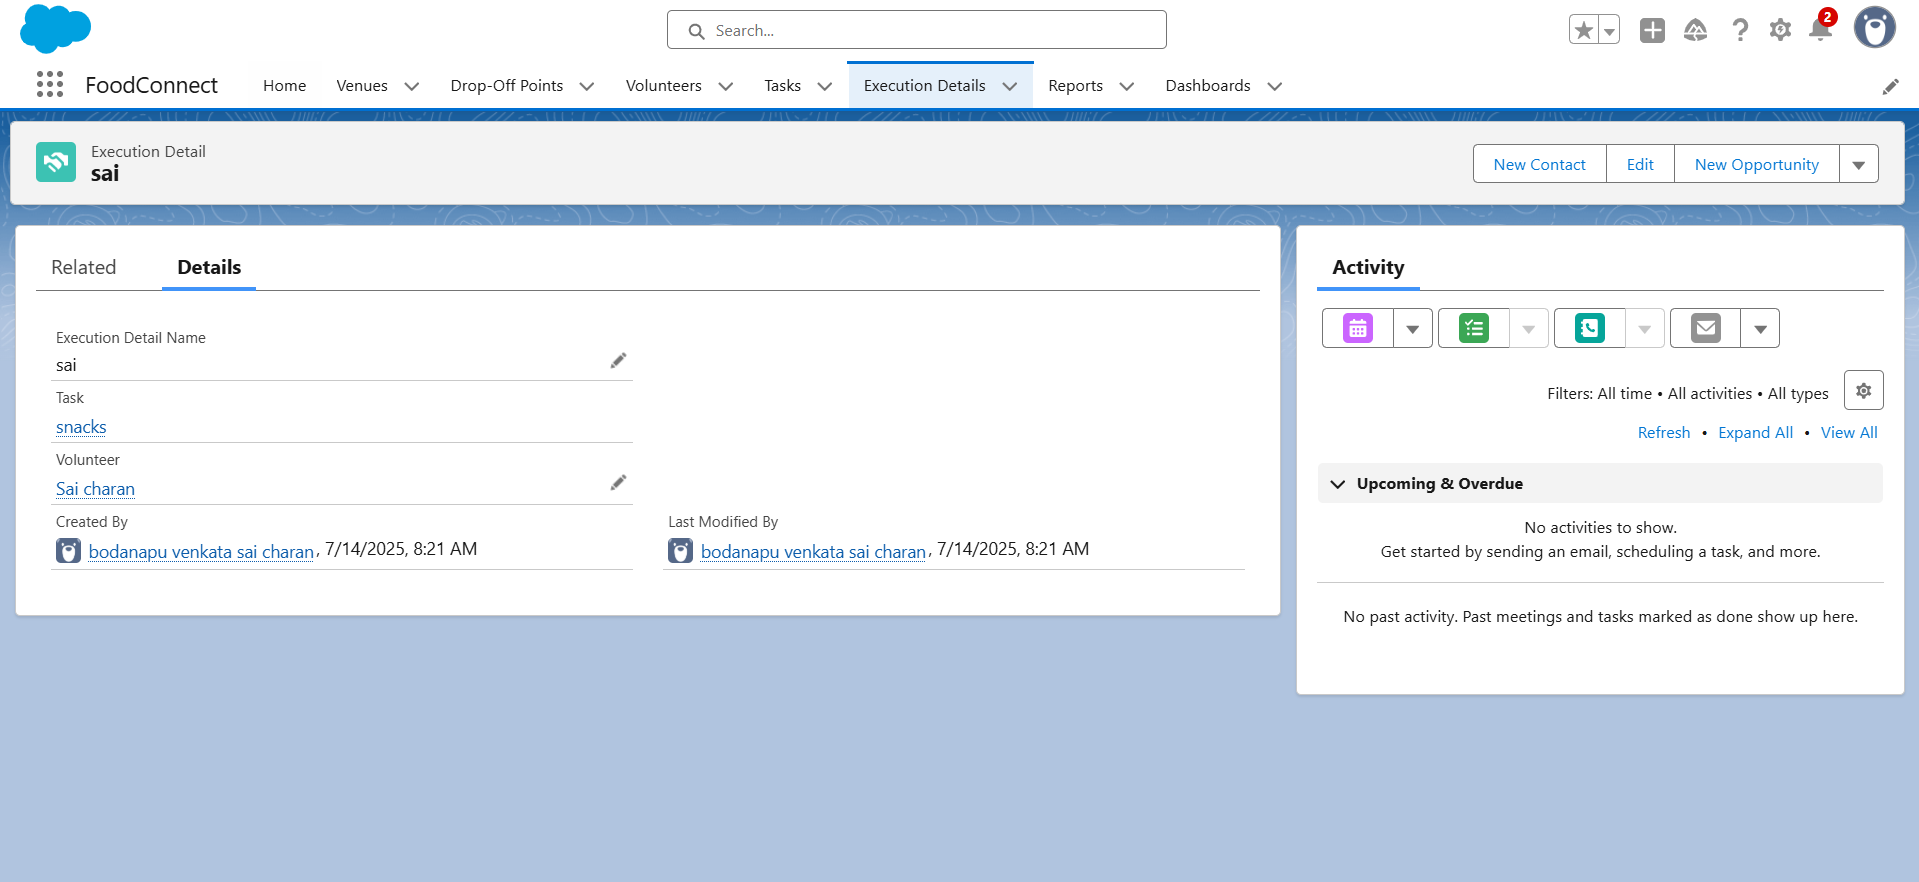 Search...
2
FoodConnect
Home
Venues
Drop-Off Points
Volunteers
Tasks
Execution Details
Reports
Dashboards
Execution Detail
sai
New Contact
Edit
New Opportunity
Related
Details
Execution Detail Name
sai
Task
snacks
Volunteer
Sai charan
Created By
bodanapu venkata sai charan, 7/14/2025, 8:21 AM
Last Modified By
bodanapu venkata sai charan, 7/14/2025, 8:21 AM
Activity
Filters: All time • All activities • All types
Refresh • Expand All • View All
Upcoming & Overdue
No activities to show.
Get started by sending an email, scheduling a task, and more.
No past activity. Past meetings and tasks marked as done show up here.